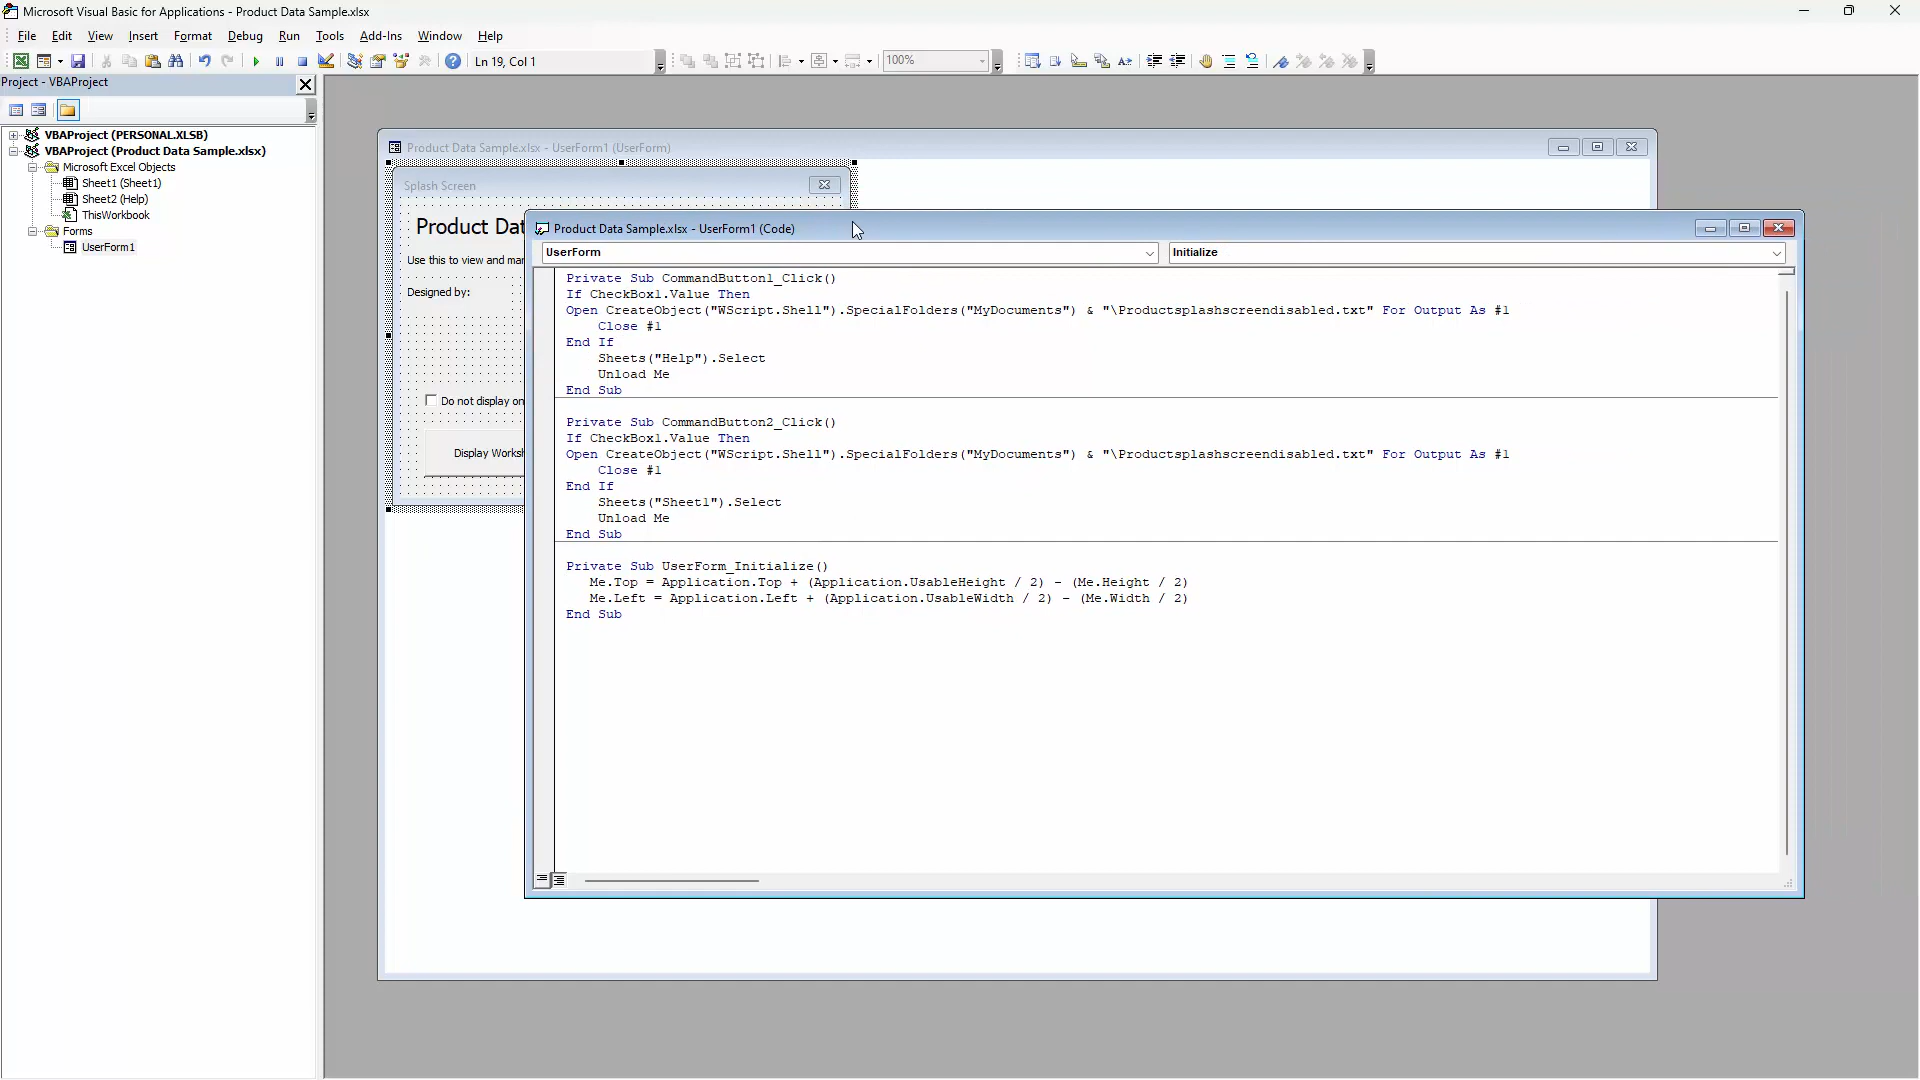 Microsoft Visual Basic for Applications - Product Data Sample.xlsx
File Edit View Insert Format Debug Run Tools Add-Ins Window Help
Ln 19, Col 1
100%
Project - VBAProject
VBAProject (PERSONAL.XLSB)
VBAProject (Product Data Sample.xlsx)
Microsoft Excel Objects
Sheet1 (Sheet1)
Sheet2 (Help)
ThisWorkbook
Forms
UserForm1
Product Data Sample.xlsx - UserForm1 (UserForm)
Splash Screen
Product Dat
Use this to view and mar
Designed by:
Do not display on
Display Worksh
Product Data Sample.xlsx - UserForm1 (Code)
UserForm
Initialize
Private Sub CommandButton1_Click()
If CheckBox1.Value Then
Open CreateObject("WScript.Shell").SpecialFolders("MyDocuments") & "\Productsplashscreendisabled.txt" For Output As #1
Close #1
End If
Sheets("Help").Select
Unload Me
End Sub
Private Sub CommandButton2_Click()
If CheckBox1.Value Then
Open CreateObject("WScript.Shell").SpecialFolders("MyDocuments") & "\Productsplashscreendisabled.txt" For Output As #1
Close #1
End If
Sheets("Sheet1").Select
Unload Me
End Sub
Private Sub UserForm_Initialize()
Me.Top = Application.Top + (Application.UsableHeight / 2) - (Me.Height / 2)
Me.Left = Application.Left + (Application.UsableWidth / 2) - (Me.Width / 2)
End Sub